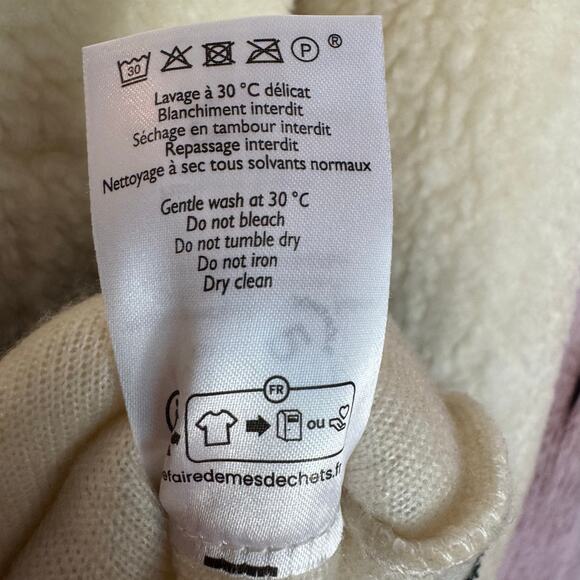 30 P ®
Lavage à 30 °C délicat
Blanchiment interdit
Séchage en tambour interdit
Repassage interdit
Nettoyage à sec tous solvants normaux
Gentle wash at 30 °C
Do not bleach
Do not tumble dry
Do not iron
Dry clean
FR
ou
efairedemesdechets.fr